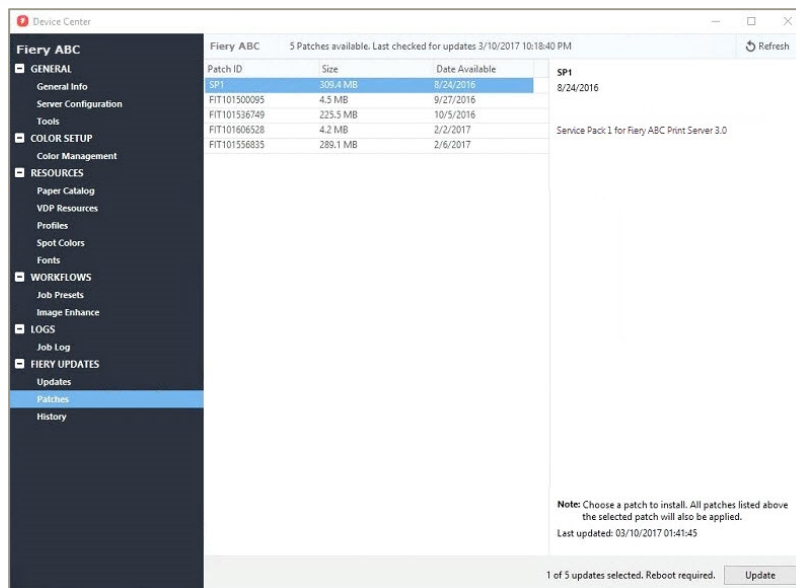 Device Center
Fiery ABC
GENERAL
General Info
Server Configuration
Tools
COLOR SETUP
Color Management
RESOURCES
Paper Catalog
VDP Resources
Profiles
Spot Colors
Fonts
WORKFLOWS
Job Presets
Image Enhance
LOGS
Job Log
FIERY UPDATES
Updates
Patches
History
Fiery ABC 5 Patches available. Last checked for updates 3/10/2017 10:18:40 PM Refresh
Patch ID Size Date Available
SP1 309.4 MB 8/24/2016
FIT101500095 4.5 MB 9/27/2016
FIT101536749 225.5 MB 10/5/2016
FIT101606528 4.2 MB 2/2/2017
FIT101556835 289.1 MB 2/6/2017
SP1
8/24/2016
Service Pack 1 for Fiery ABC Print Server 3.0
Note: Choose a patch to install. All patches listed above
the selected patch will also be applied.
Last updated: 03/10/2017 01:41:45
1 of 5 updates selected. Reboot required. Update